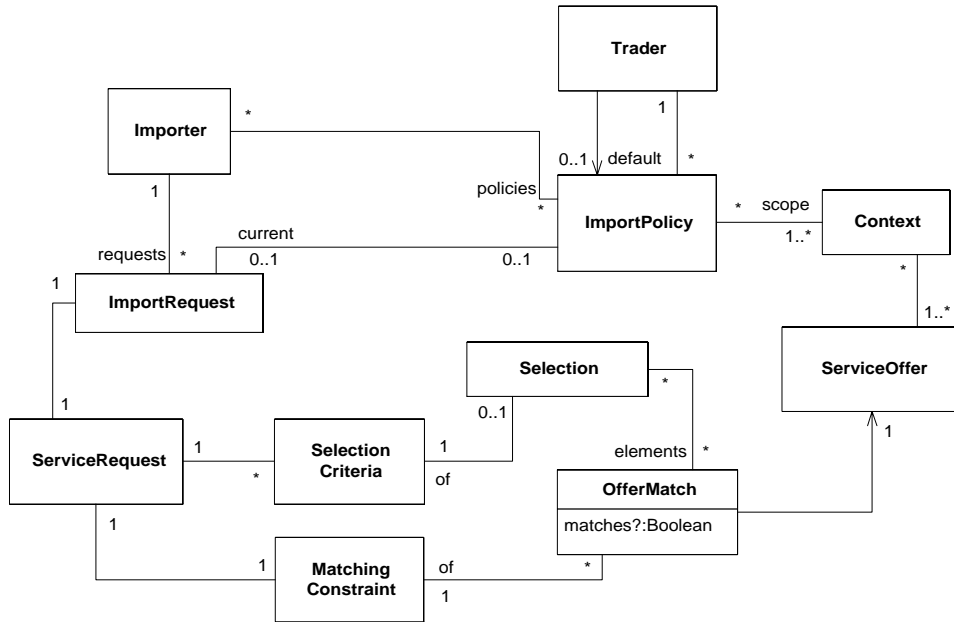 Trader
1
Importer
*
0..1
default
*
policies
*
1
ImportPolicy
*
scope
1..*
Context
current
requests
*
0..1
0..1
*
1
ImportRequest
1..*
ServiceOffer
Selection
*
0..1
1
1
ServiceRequest
1
*
Selection
Criteria
1
of
elements
*
OfferMatch
matches?:Boolean
1
1
Matching
Constraint
of
1
*